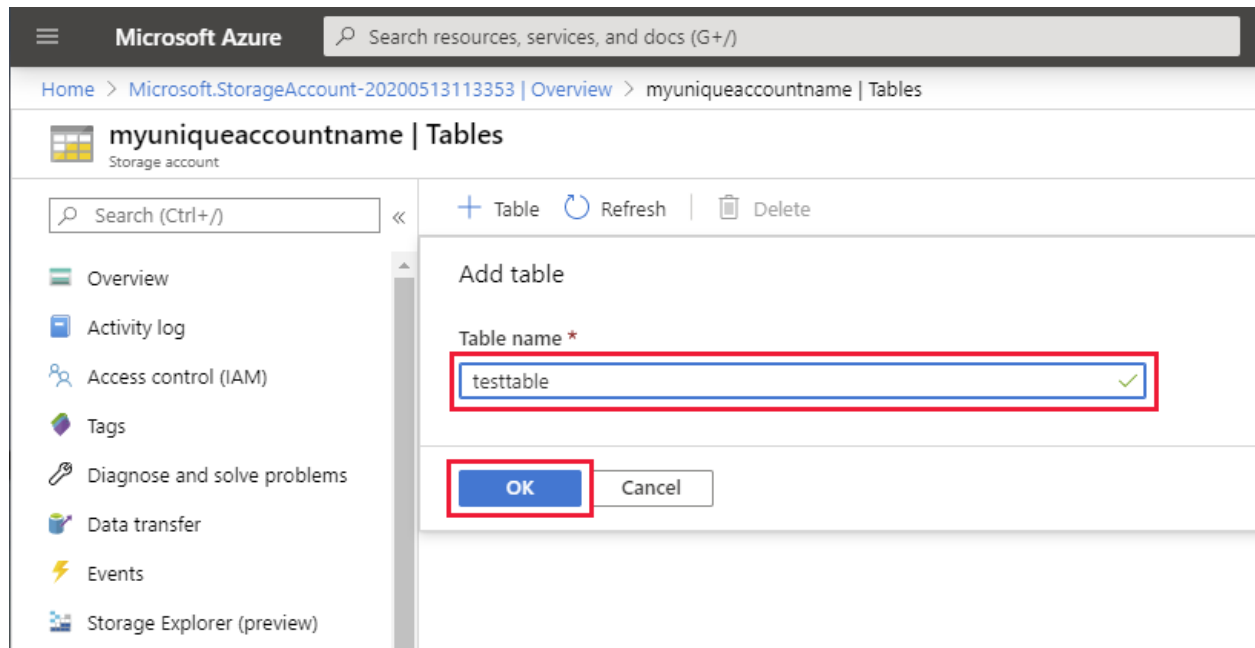 Microsoft Azure
Search resources, services, and docs (G+/)
Home > Microsoft.StorageAccount-20200513113353 | Overview > myuniqueaccountname | Tables
myuniqueaccountname | Tables
Storage account
Search (Ctrl+/)
«
+ Table
Refresh
Delete
Overview
Activity log
Access control (IAM)
Tags
Diagnose and solve problems
Data transfer
Events
Storage Explorer (preview)
Add table
Table name *
testtable
OK
Cancel